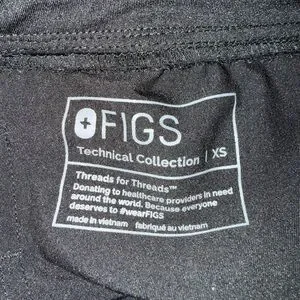 FIGS
Technical Collection | XS
Threads for Threads™
Donating to healthcare providers in need
around the world. Because everyone
deserves to #wearFIGS
made in vietnam fabriqué au vietnam